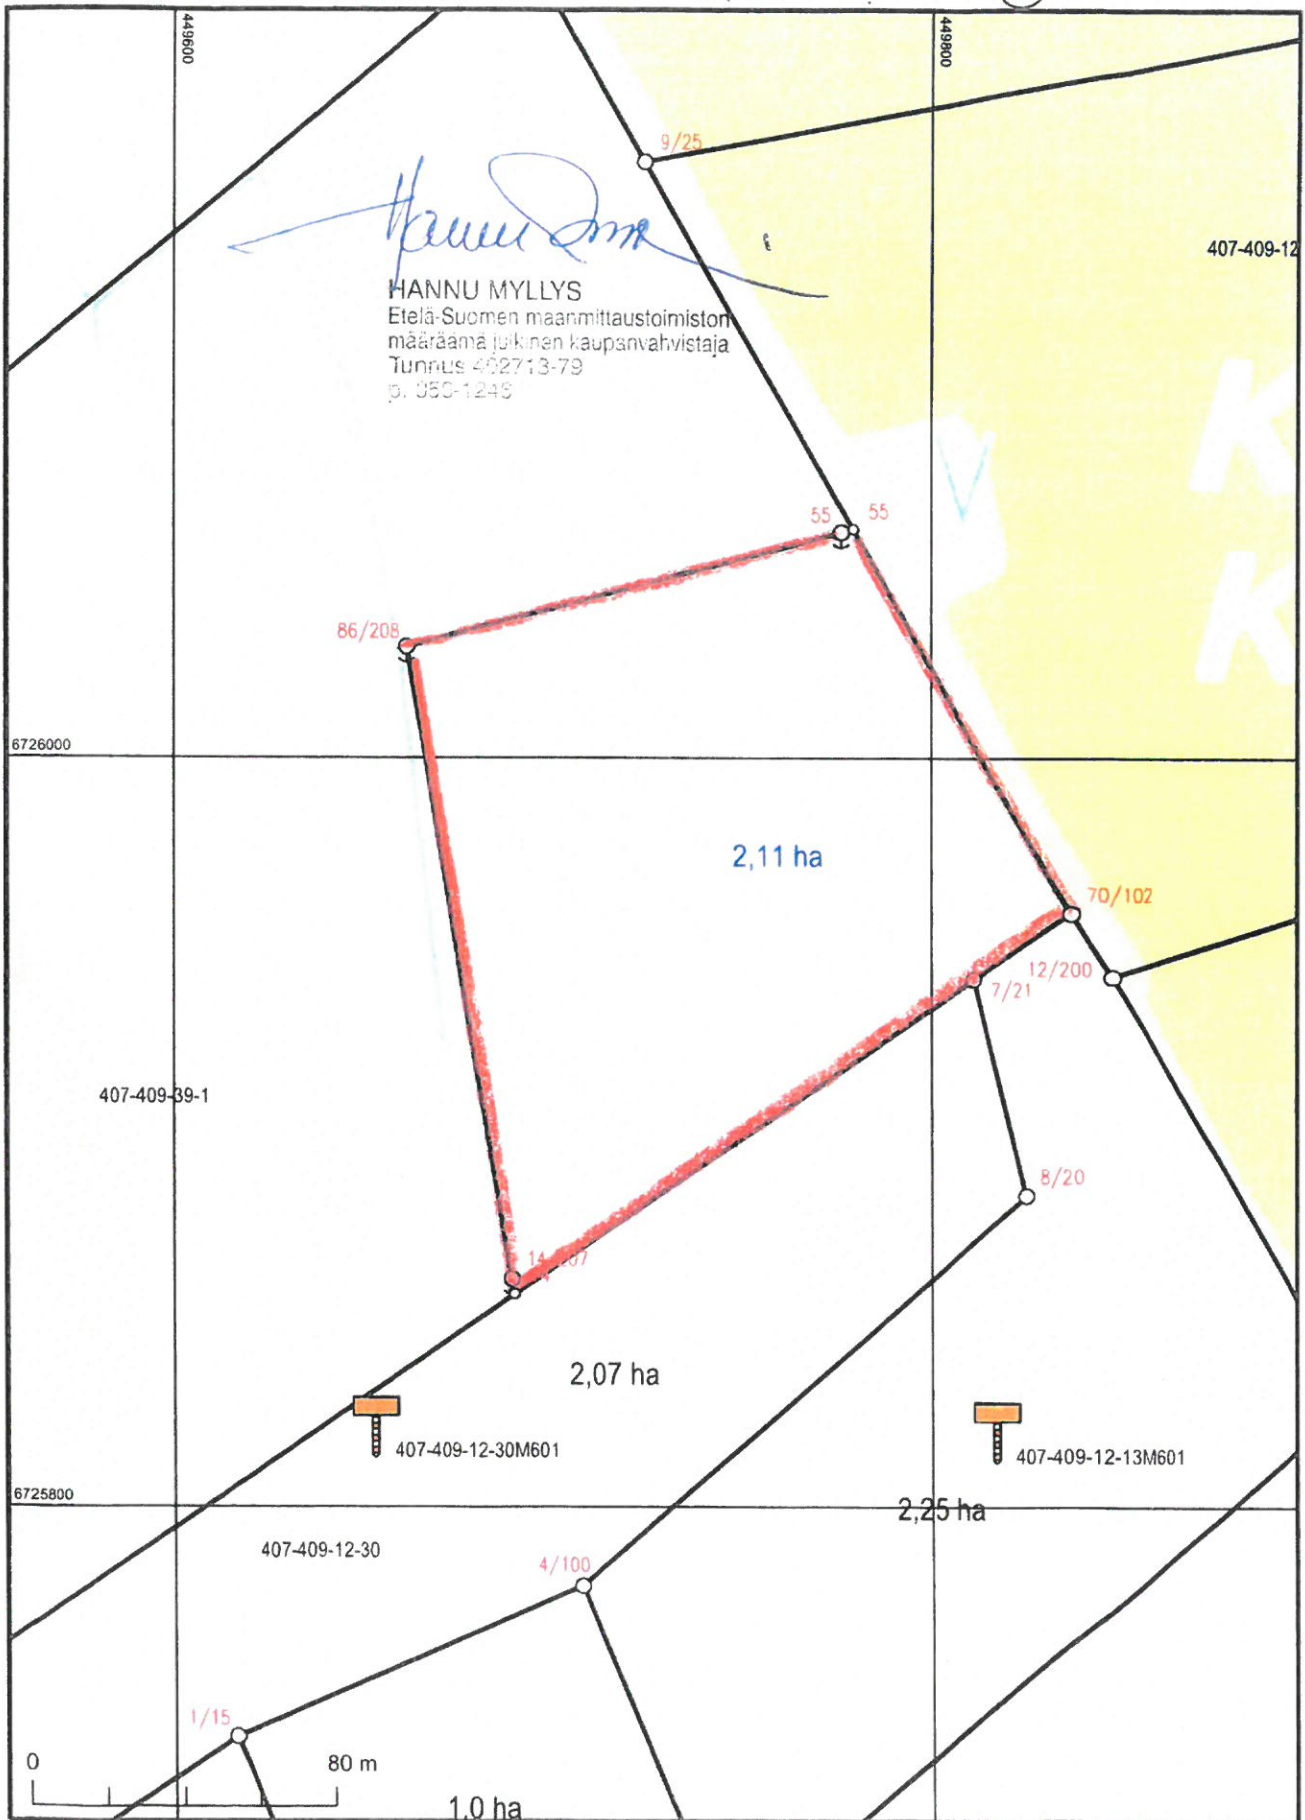 449600
449800
9/25
407-409-12
HANNU MYLLYS
Etelä-Suomen maanmittaustoimiston
määräämä julkinen kaupanvahvistaja
Tunnus
K
55
55
K
86/208
6726000
2,11 ha
70/102
12/200
7/21
407-409-39-1
8/20
2,07 ha
407-409-12-30M601
407-409-12-13M601
6725800
2,25 ha
407-409-12-30
4/100
1/15
0
80 m
1,0 ha